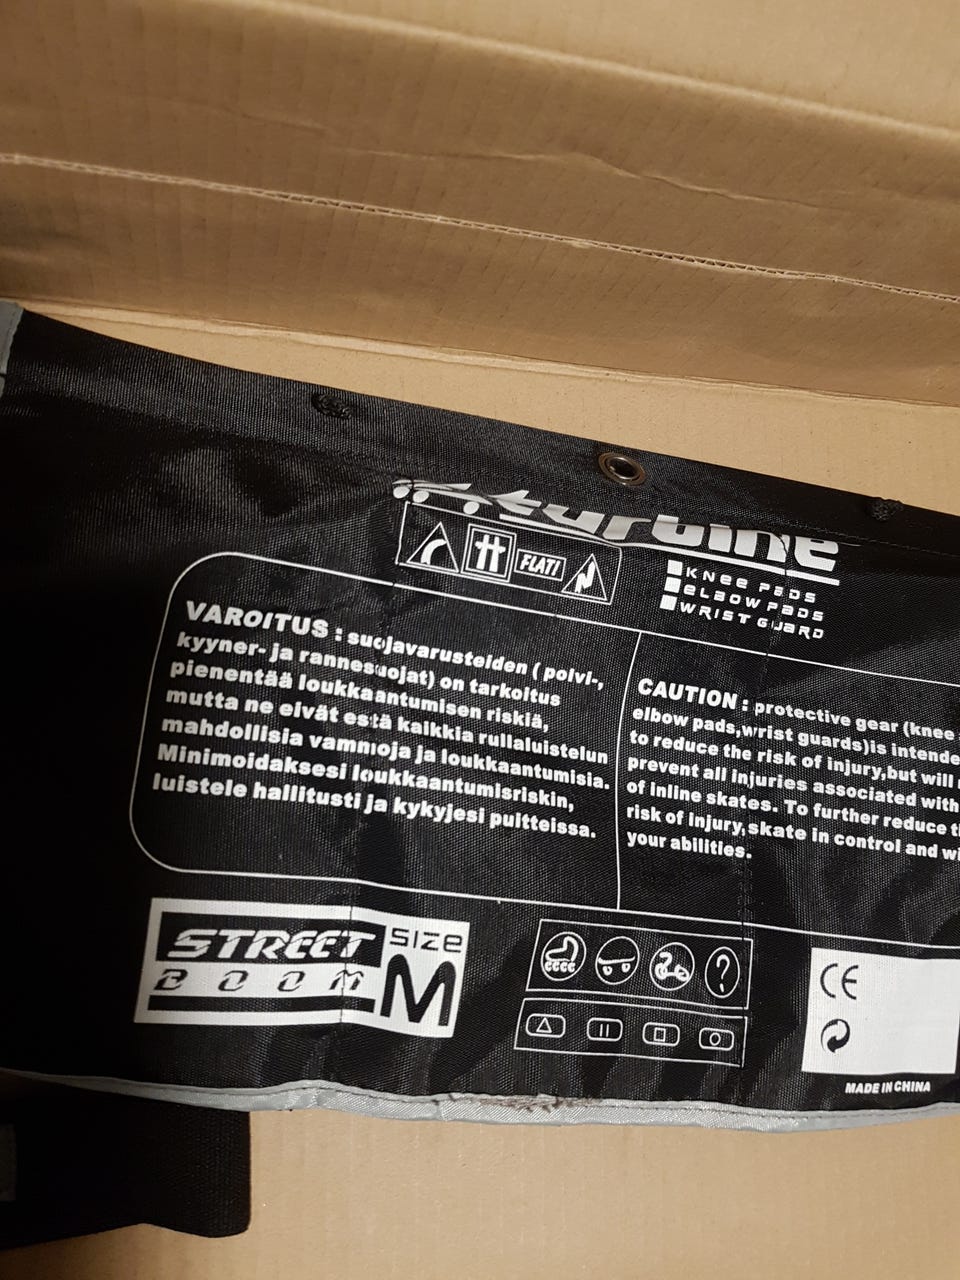 turbine
FLATI
KNEE PADS
ELBOW PADS
WRIST GUARD
VAROITUS : suojavarusteiden ( polvi-,
kyyner- ja rannesuojat) on tarkoitus
pienentää loukkaantumisen riskiä,
mutta ne eivät estä kalkkia rullaluistelun
mahdollisia vammoja ja loukkaantumisia.
Minimoidaksesi loukkaantumisriskin,
luistele hallitusti ja kykyjesi puitteissa.
CAUTION : protective gear (knee
elbow pads,wrist guards)is intende
to reduce the risk of injury,but will
prevent all injuries associated with
of inline skates. To further reduce t
risk of injury,skate in control and wi
your abilities.
STREET
BOOM
SIZE
M
?
CE
MADE IN CHINA